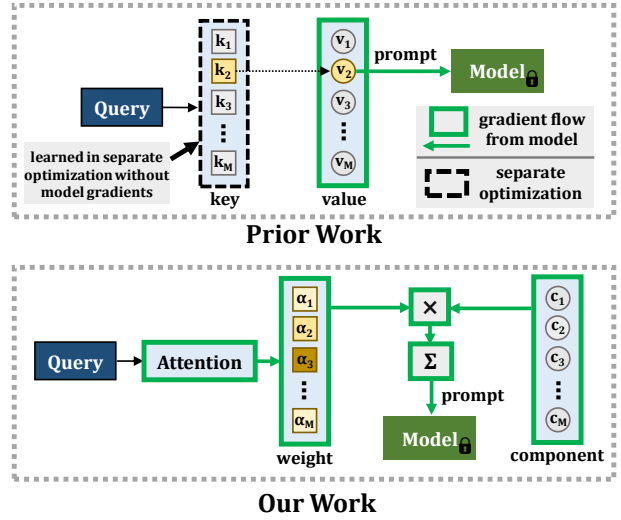 Query
learned in separate
optimization without
model gradients
k1
k2
k3
kM
key
v1
v2
v3
vM
value
prompt
Model
gradient flow
from model
separate
optimization
Prior Work
Query
Attention
α1
α2
α3
αM
weight
×
Σ
prompt
Model
c1
c2
c3
cM
component
Our Work